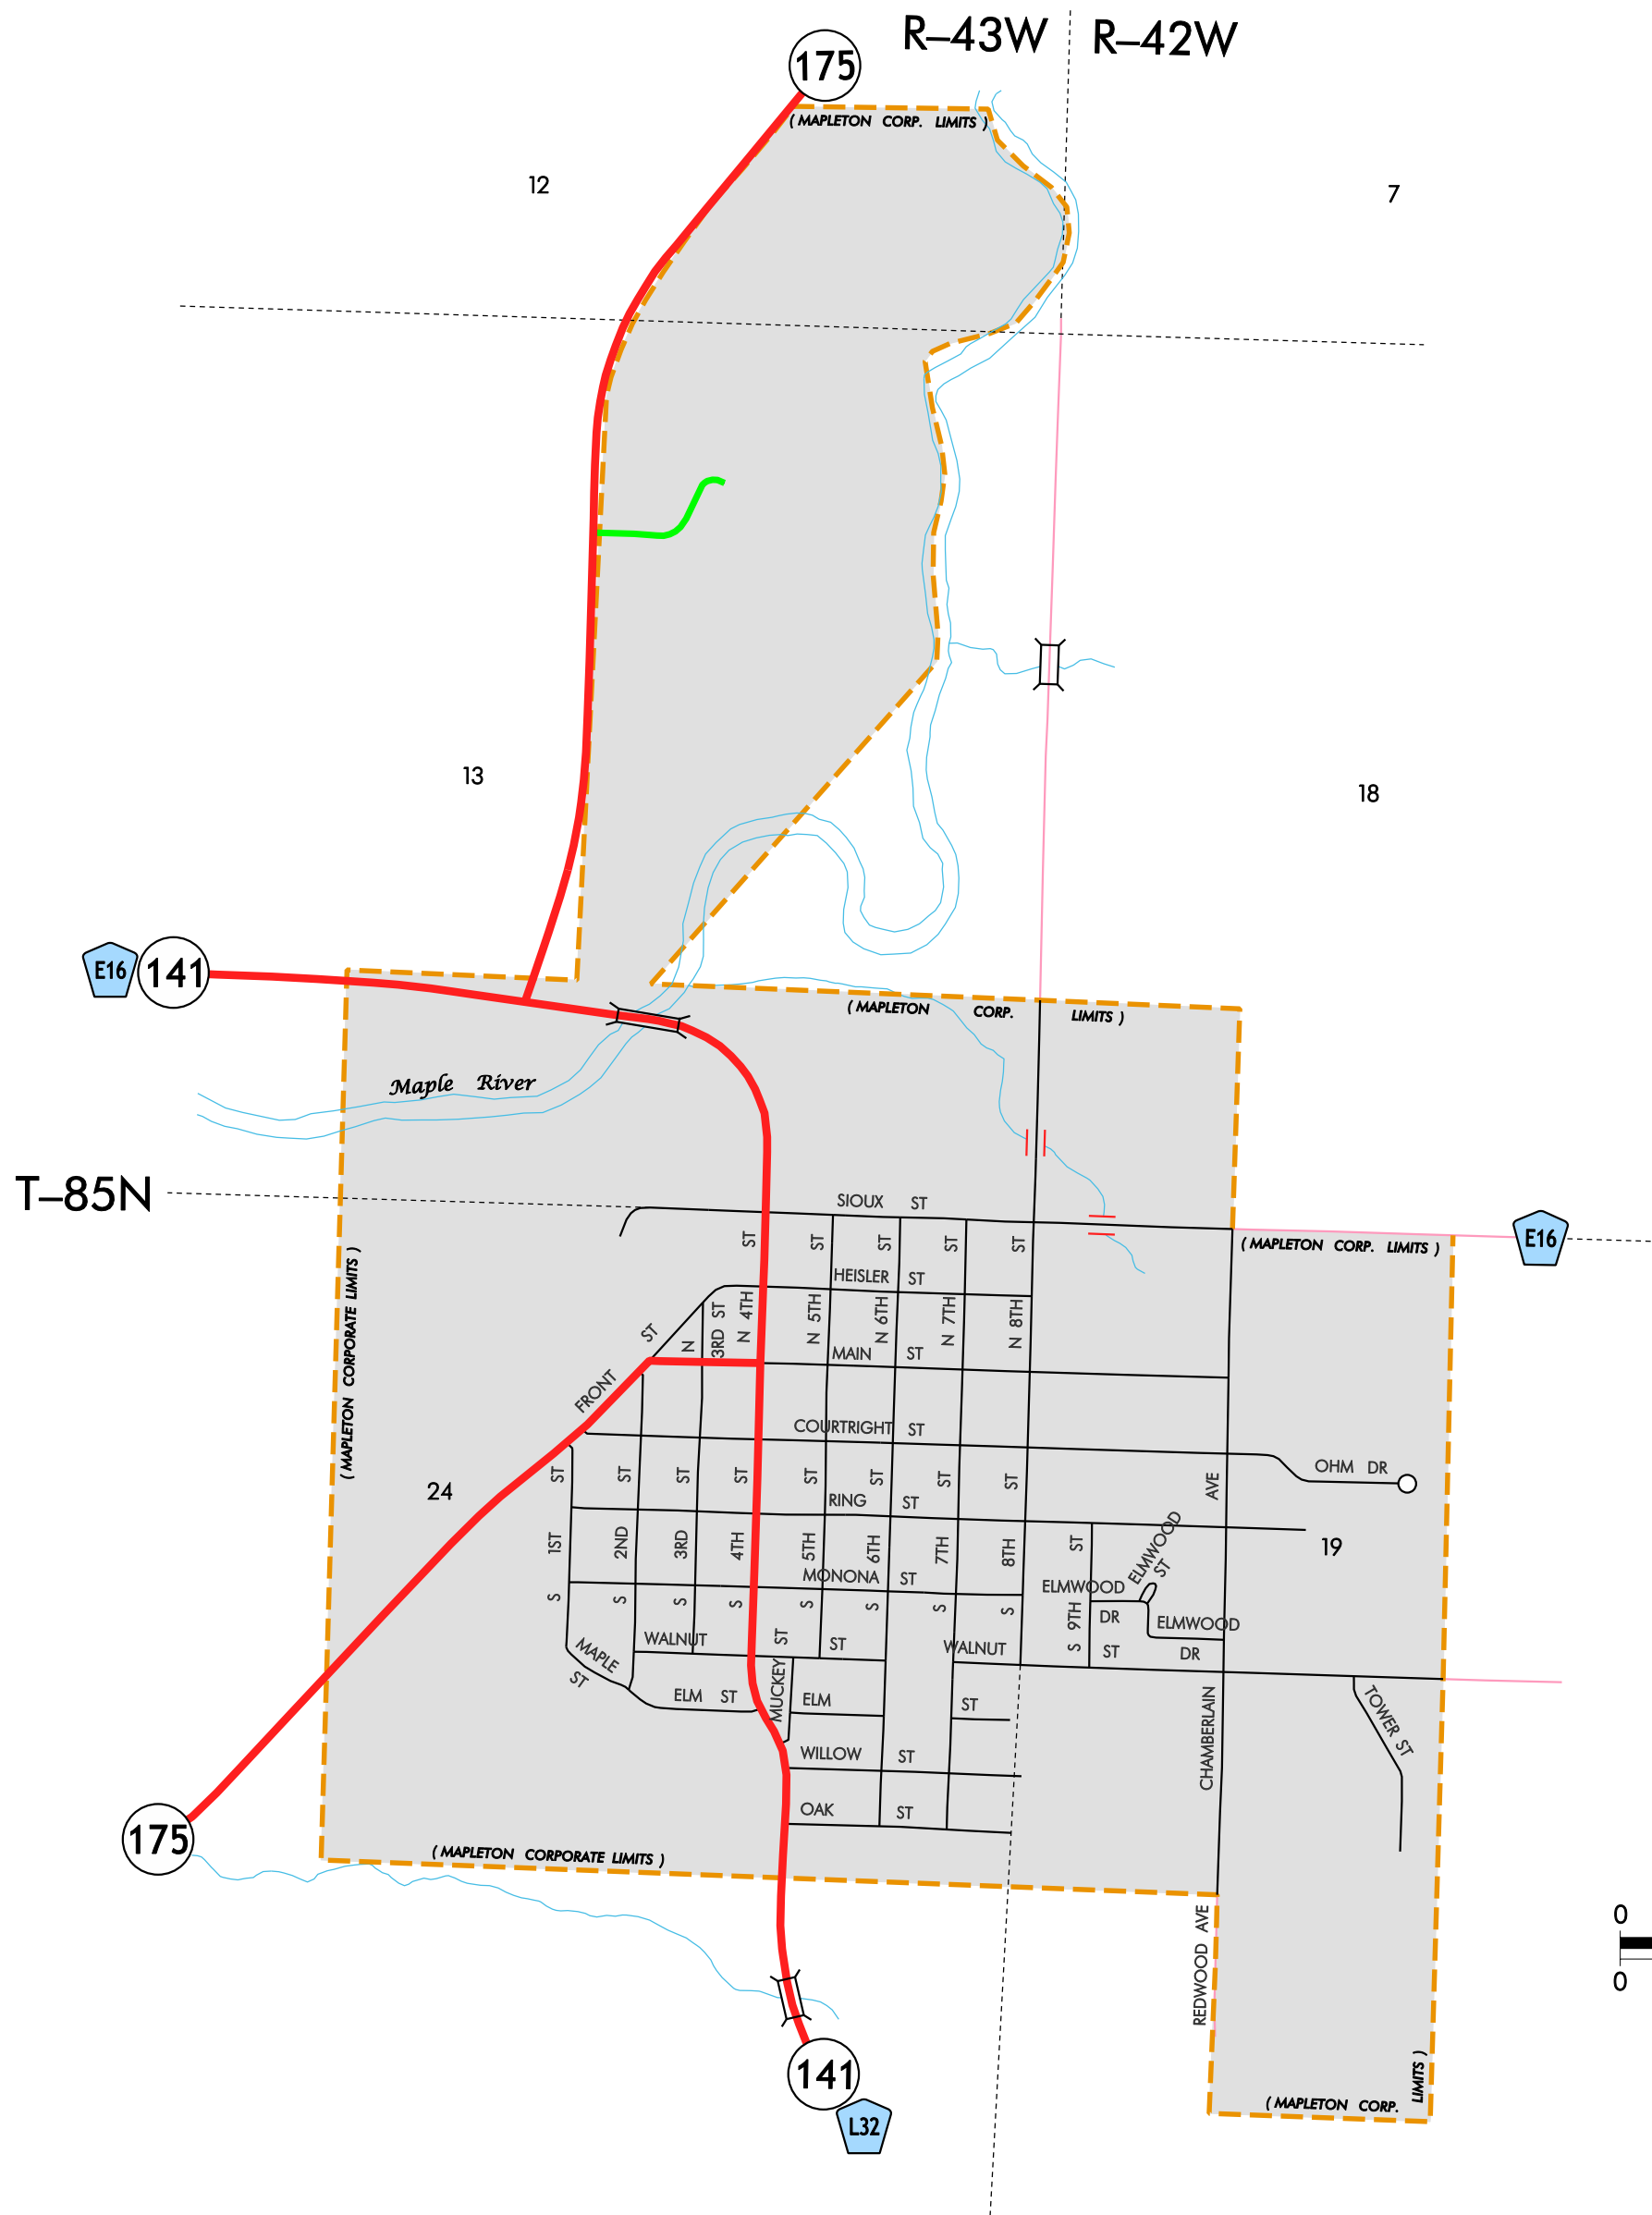 R–43W R–42W
175
( MAPLETON CORP. LIMITS )
12
7
13
18
E16 141
( MAPLETON CORP. LIMITS )
Maple River
T–85N
SIOUX ST
E16
( MAPLETON CORP. LIMITS )
( MAPLETON CORPORATE LIMITS )
HEISLER ST
N 3RD ST
N 4TH ST
N 5TH ST
N 6TH ST
N 7TH ST
N 8TH ST
MAIN ST
FRONT ST
COURTRIGHT ST
OHM DR
24
RING ST
19
S 1ST ST
S 2ND ST
S 3RD ST
S 4TH ST
S 5TH ST
S 6TH ST
S 7TH ST
S 8TH ST
S 9TH ST
MONONA ST
ELMWOOD ST
ELMWOOD DR
ELMWOOD DR
WALNUT ST
WALNUT ST
MAPLE ST
MUCKEY ST
ELM ST
ELM ST
CHAMBERLAIN AVE
TOWER ST
WILLOW ST
OAK ST
175
( MAPLETON CORPORATE LIMITS )
REDWOOD AVE
0
0
141
L32
( MAPLETON CORP. LIMITS )